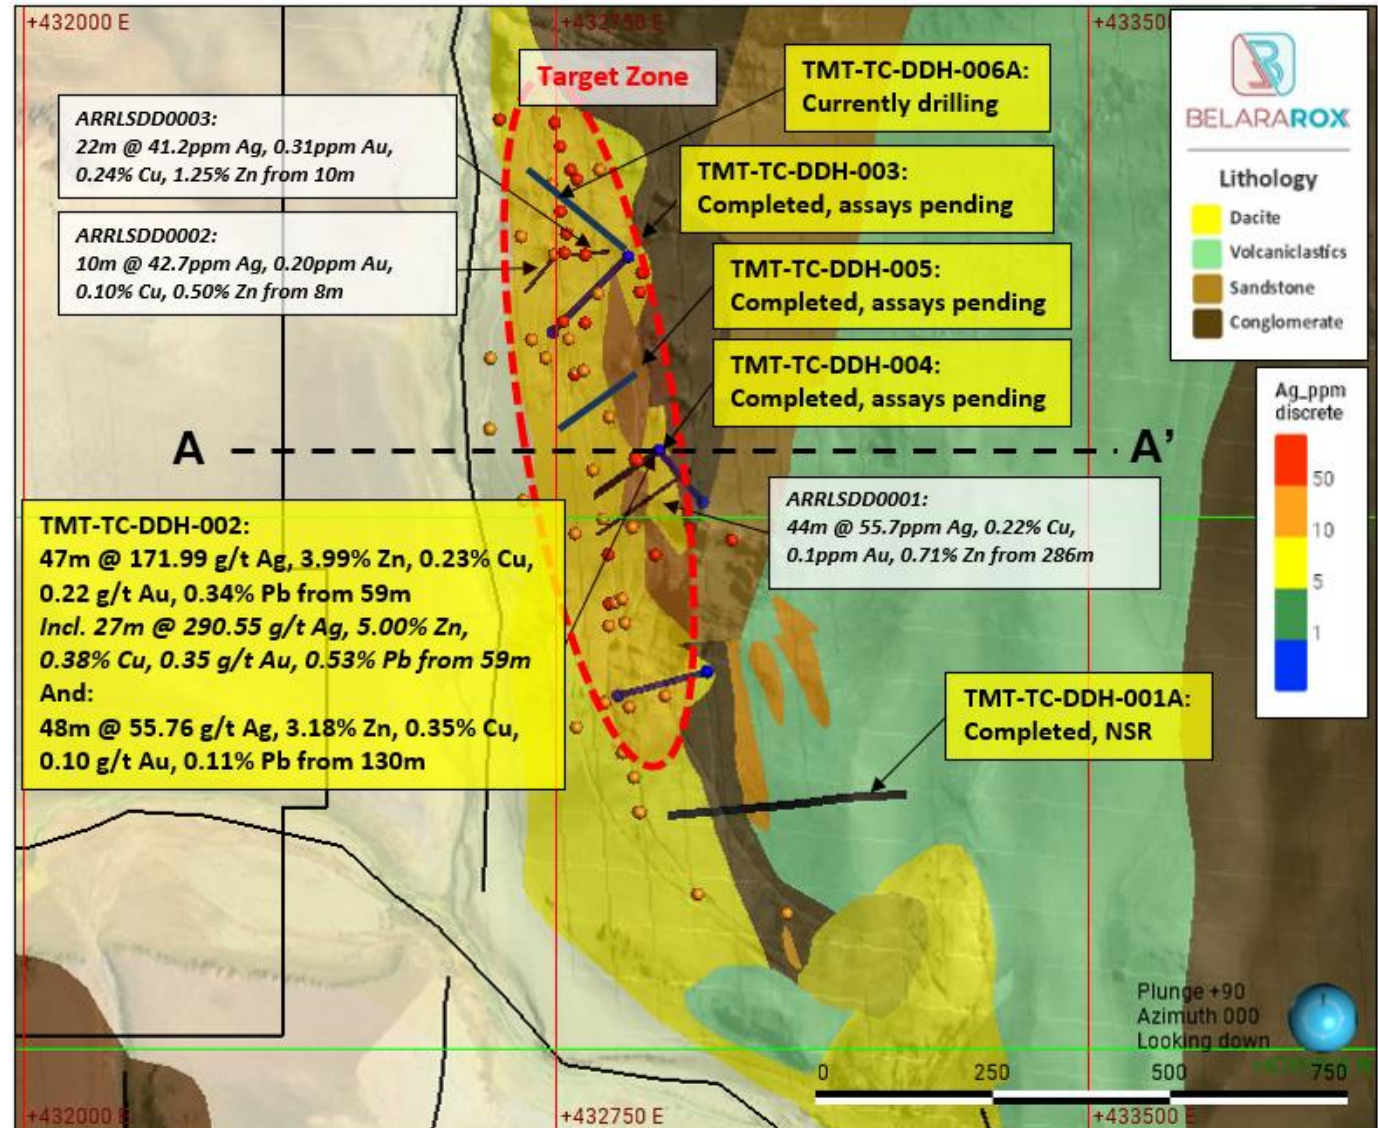 +432000 E
+432750 E
+433500
Target Zone
TMT-TC-DDH-006A:
Currently drilling
ARRLSDD0003:
22m @ 41.2ppm Ag, 0.31ppm Au,
0.24% Cu, 1.25% Zn from 10m
TMT-TC-DDH-003:
Completed, assays pending
ARRLSDD0002:
10m @ 42.7ppm Ag, 0.20ppm Au,
0.10% Cu, 0.50% Zn from 8m
TMT-TC-DDH-005:
Completed, assays pending
TMT-TC-DDH-004:
Completed, assays pending
A
A’
ARRLSDD0001:
44m @ 55.7ppm Ag, 0.22% Cu,
0.1ppm Au, 0.71% Zn from 286m
TMT-TC-DDH-002:
47m @ 171.99 g/t Ag, 3.99% Zn, 0.23% Cu,
0.22 g/t Au, 0.34% Pb from 59m
Incl. 27m @ 290.55 g/t Ag, 5.00% Zn,
0.38% Cu, 0.35 g/t Au, 0.53% Pb from 59m
And:
48m @ 55.76 g/t Ag, 3.18% Zn, 0.35% Cu,
0.10 g/t Au, 0.11% Pb from 130m
TMT-TC-DDH-001A:
Completed, NSR
BELARAROX
Lithology
Dacite
Volcaniclastics
Sandstone
Conglomerate
Ag_ppm
discrete
50
10
5
1
Plunge +90
Azimuth 000
Looking down
0 250 500 750
+432000 E
+432750 E
+433500 E